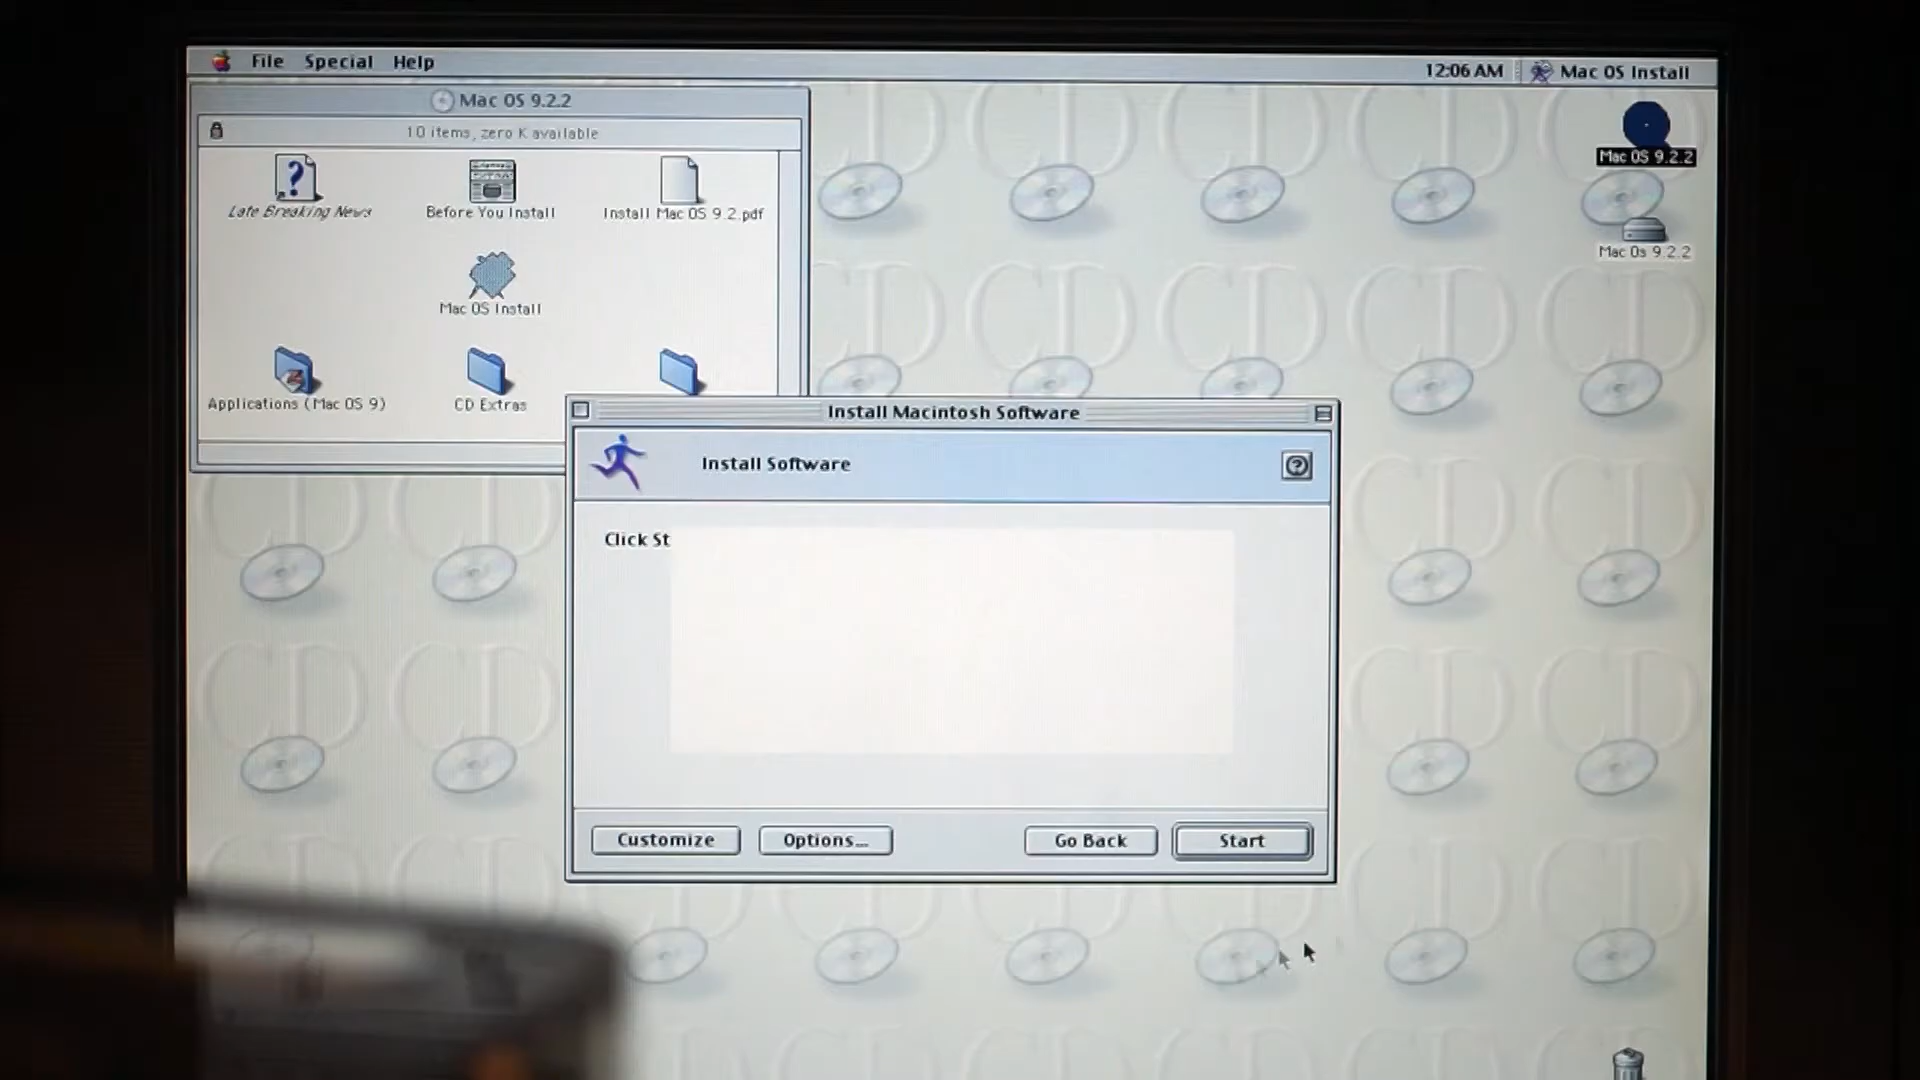 File Special Help
12:06 AM Mac OS Install
Mac OS 9.2.2
10 items, zero K available
Late Breaking News
Before You Install
Install Mac OS 9.2.pdf
Mac OS Install
Applications (Mac OS 9)
CD Extras
Mac OS 9.2.2
Mac Os 9.2.2
Install Macintosh Software
Install Software
Click St
Customize
Options...
Go Back
Start